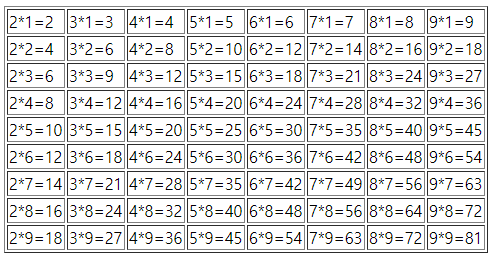 2*1=2 3*1=3 4*1=4 5*1=5 6*1=6 7*1=7 8*1=8 9*1=9
2*2=4 3*2=6 4*2=8 5*2=10 6*2=12 7*2=14 8*2=16 9*2=18
2*3=6 3*3=9 4*3=12 5*3=15 6*3=18 7*3=21 8*3=24 9*3=27
2*4=8 3*4=12 4*4=16 5*4=20 6*4=24 7*4=28 8*4=32 9*4=36
2*5=10 3*5=15 4*5=20 5*5=25 6*5=30 7*5=35 8*5=40 9*5=45
2*6=12 3*6=18 4*6=24 5*6=30 6*6=36 7*6=42 8*6=48 9*6=54
2*7=14 3*7=21 4*7=28 5*7=35 6*7=42 7*7=49 8*7=56 9*7=63
2*8=16 3*8=24 4*8=32 5*8=40 6*8=48 7*8=56 8*8=64 9*8=72
2*9=18 3*9=27 4*9=36 5*9=45 6*9=54 7*9=63 8*9=72 9*9=81